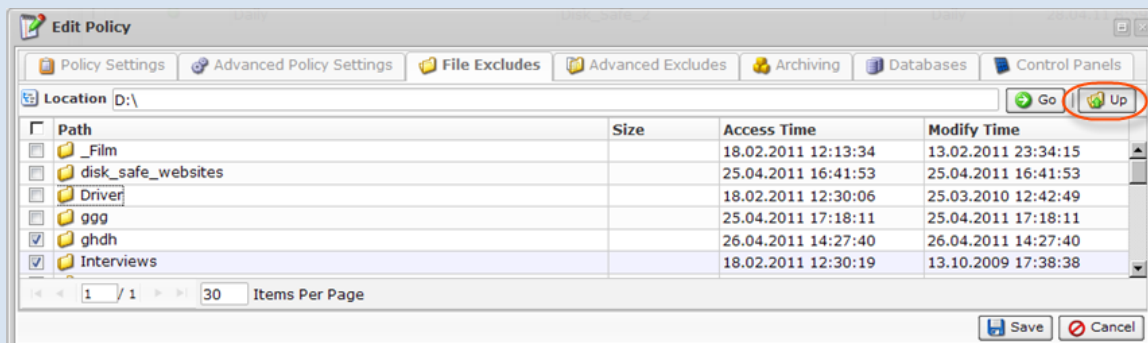 Daily Disk_Safe_2 Daily
Edit Policy
Policy Settings Advanced Policy Settings File Excludes Advanced Excludes Archiving Databases Control Panels
Location D:\ Go Up
Path Size Access Time Modify Time
_Film 18.02.2011 12:13:34 13.02.2011 23:34:15
disk_safe_websites 25.04.2011 16:41:53 25.04.2011 16:41:53
Driver 18.02.2011 12:30:06 25.03.2010 12:42:49
ggg 25.04.2011 17:18:11 25.04.2011 17:18:11
ghdh 26.04.2011 14:27:40 26.04.2011 14:27:40
Interviews 18.02.2011 12:30:19 13.10.2009 17:38:38
1 / 1 30 Items Per Page
Save Cancel